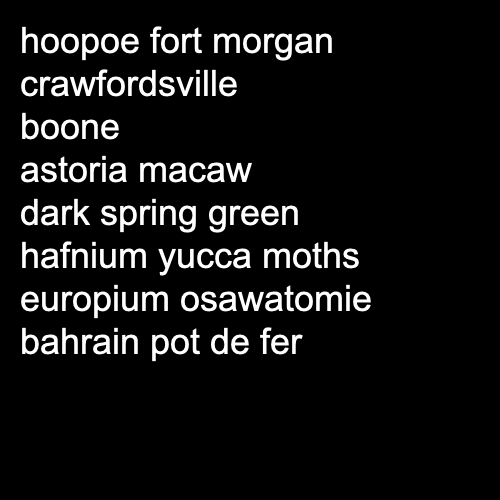 hoopoe fort morgan
crawfordsville
boone
astoria macaw
dark spring green
hafnium yucca moths
europium osawatomie
bahrain pot de fer